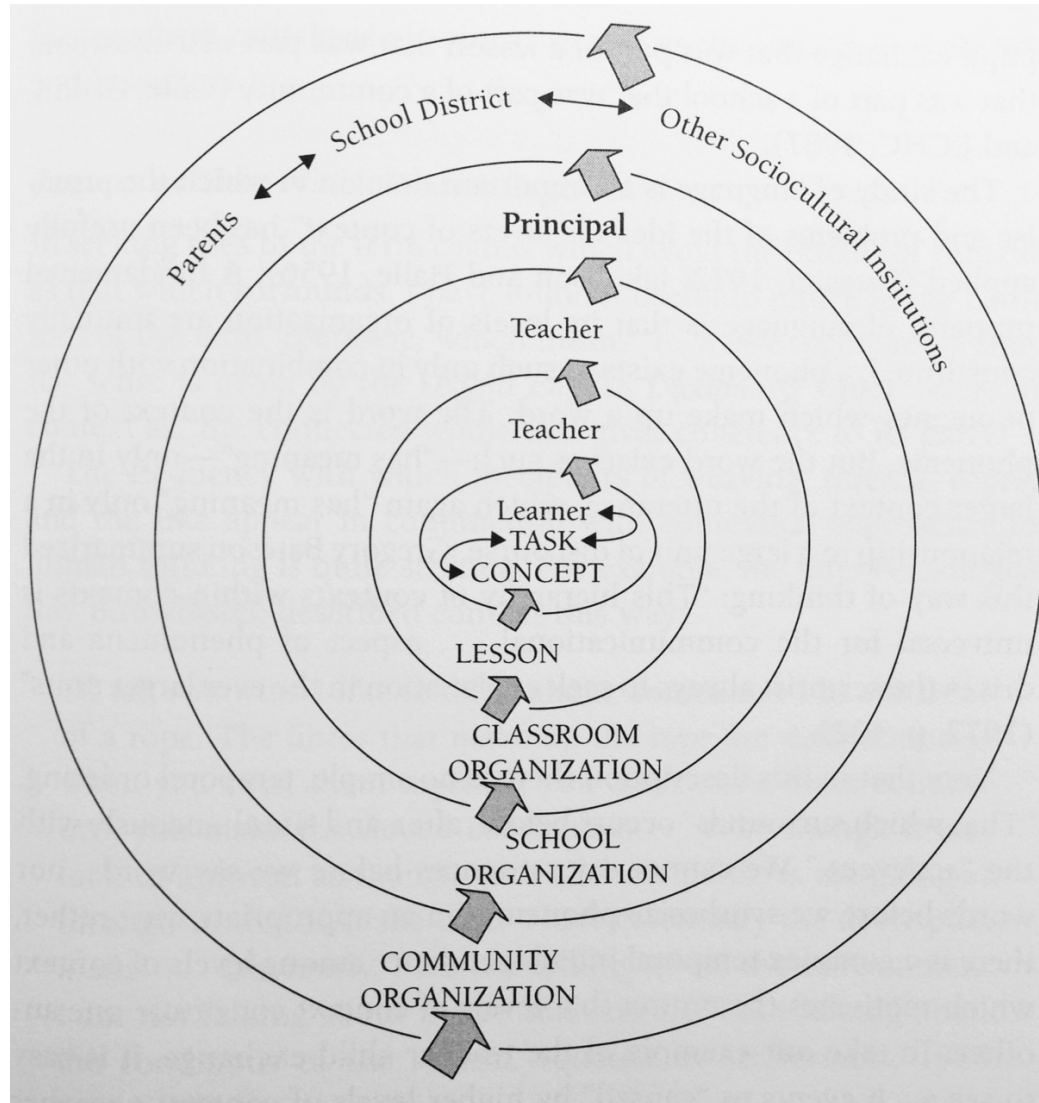 School District
Other Sociocultural Institutions
Parents
Principal
Teacher
Teacher
Learner
TASK
CONCEPT
LESSON
CLASSROOM
ORGANIZATION
SCHOOL
ORGANIZATION
COMMUNITY
ORGANIZATION